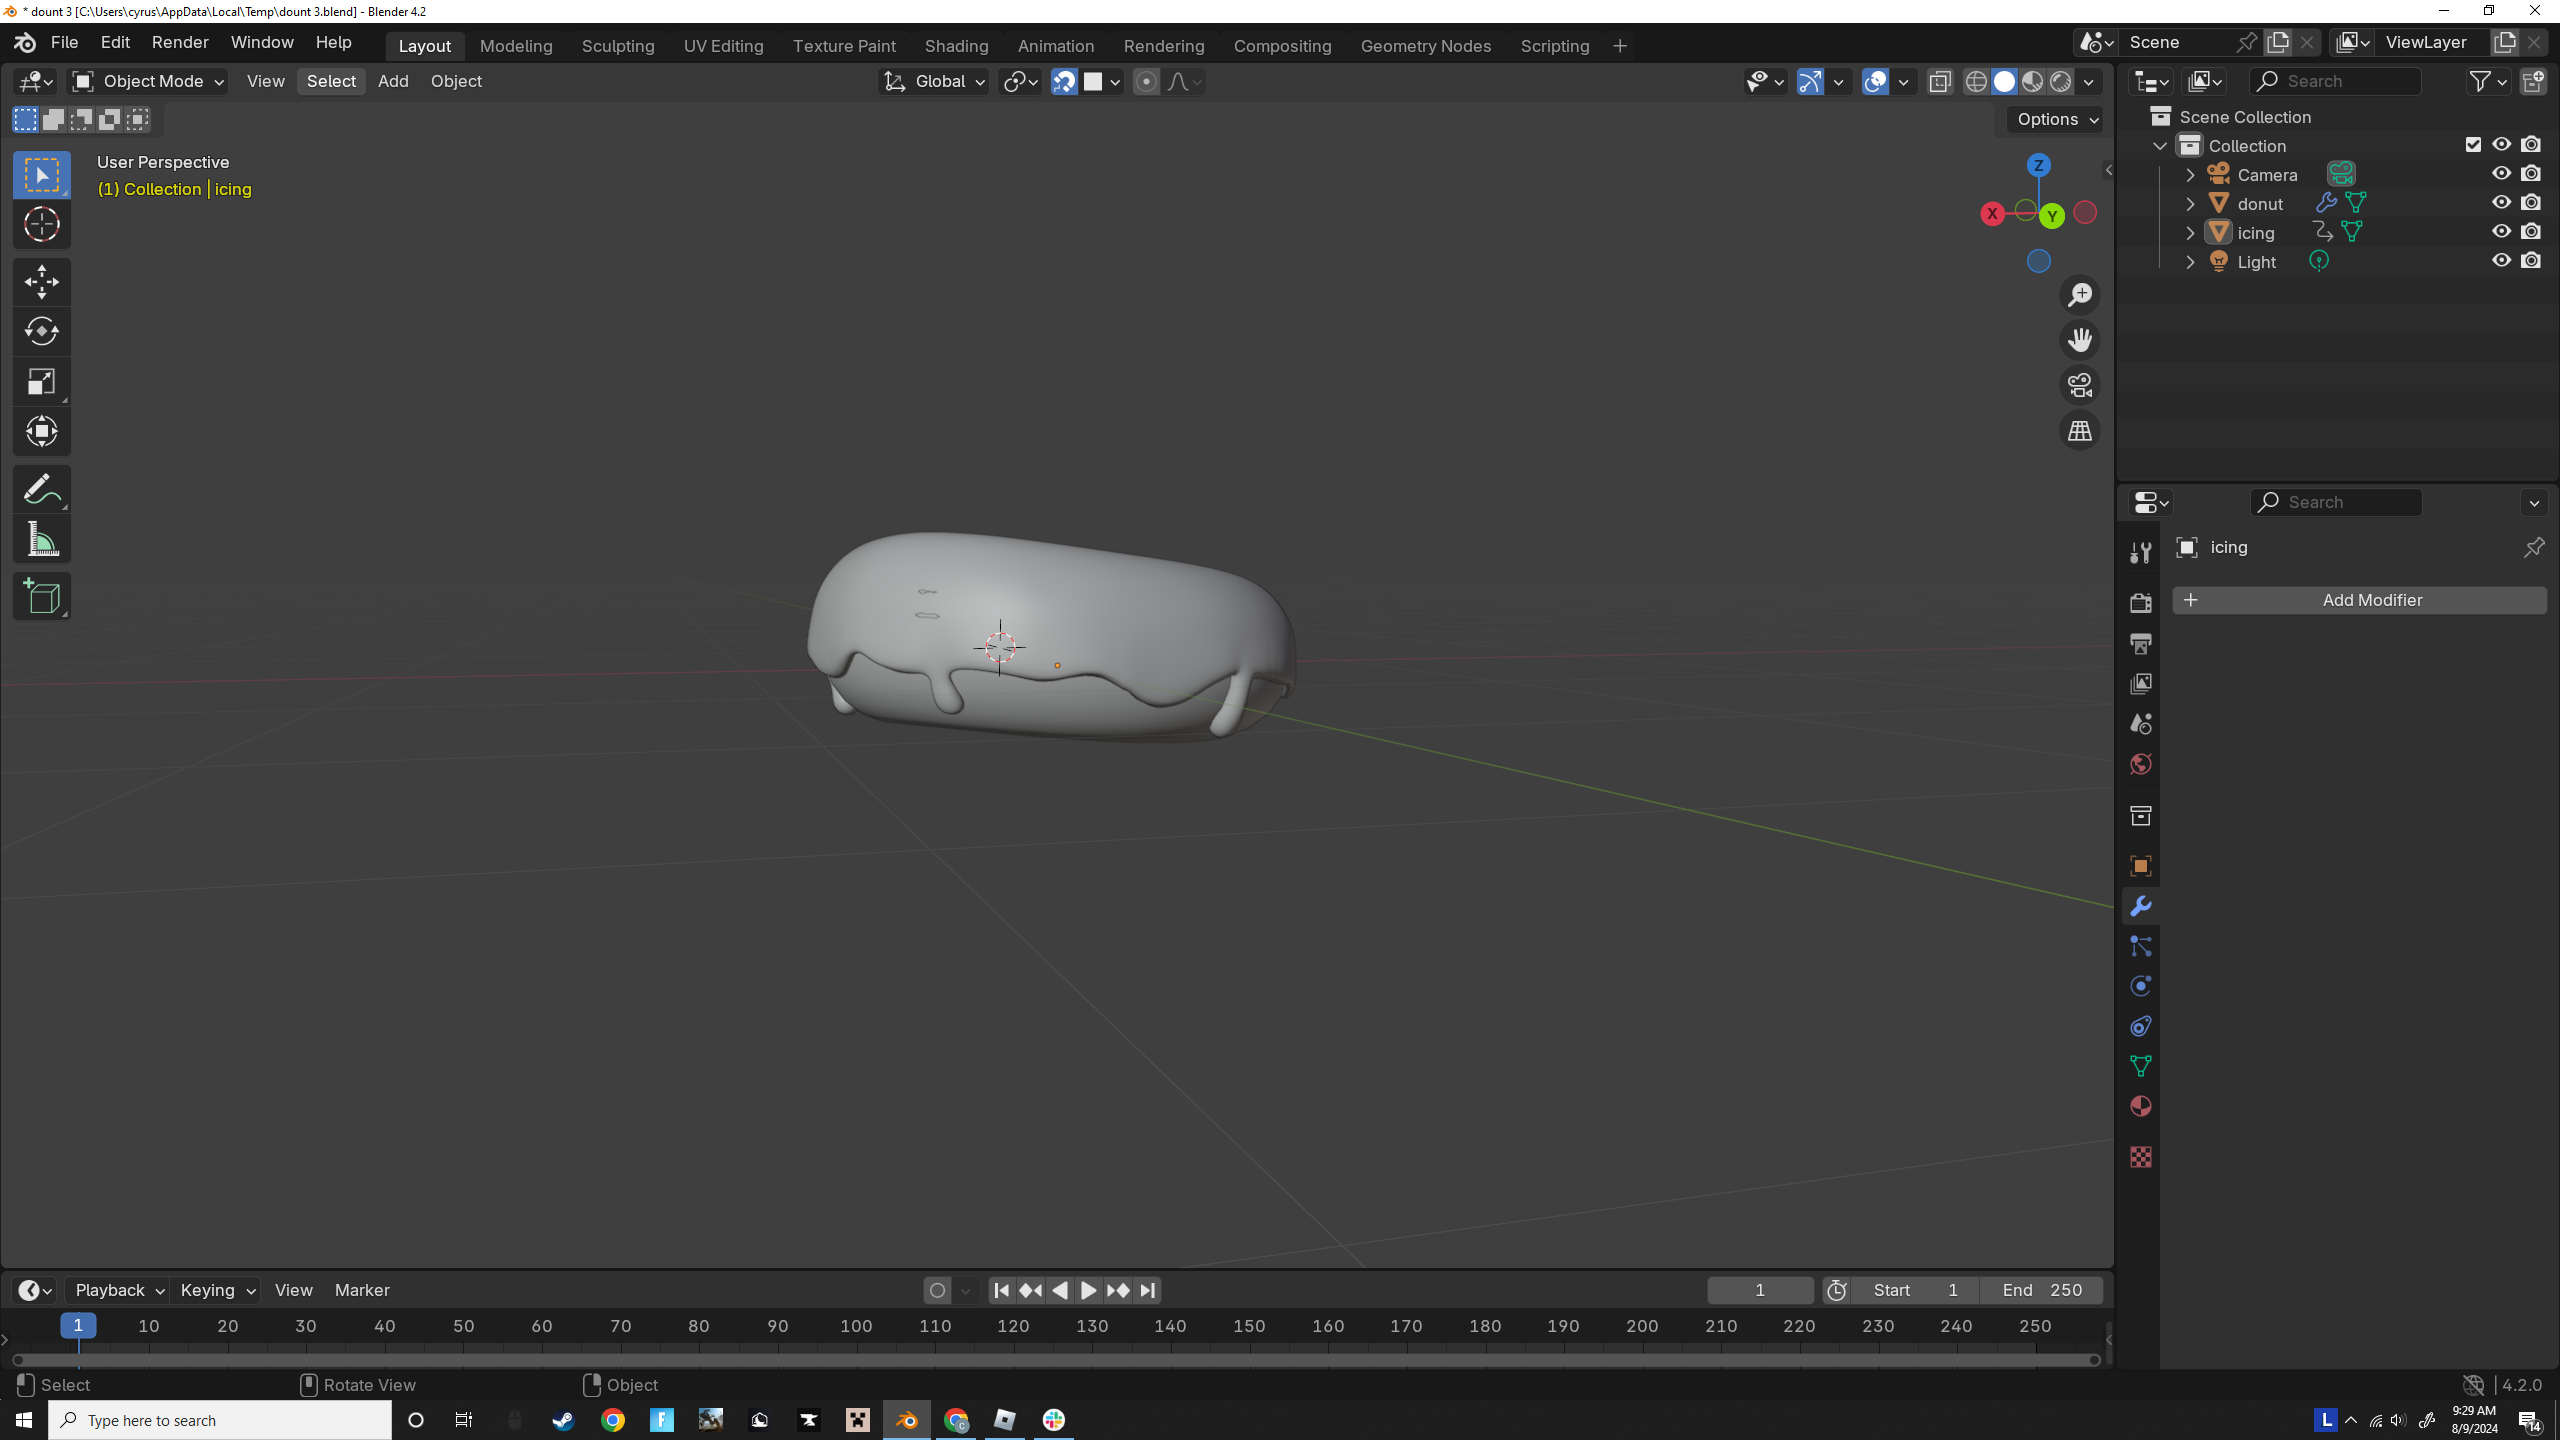 * dount 3 [C:\Users\cyrus\AppData\Local\Temp\dount 3.blend] - Blender 4.2
File Edit Render Window Help Layout Modeling Sculpting UV Editing Texture Paint Shading Animation Rendering Compositing Geometry Nodes Scripting + Scene ViewLayer
Object Mode View Select Add Object Global Search
Options
User Perspective
(1) Collection | icing
Z
X Y
Scene Collection
Collection
Camera
donut
icing
Light
Search
icing
+ Add Modifier
Playback Keying View Marker 1 Start 1 End 250
1 10 20 30 40 50 60 70 80 90 100 110 120 130 140 150 160 170 180 190 200 210 220 230 240 250
Select Rotate View Object 4.2.0
Type here to search
L
9:29 AM
8/9/2024
14